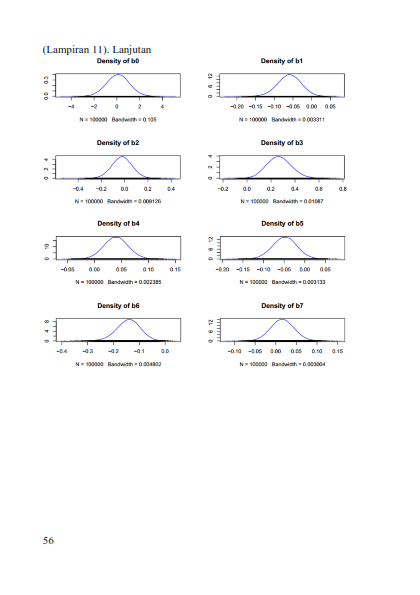 (Lampiran 11). Lanjutan
Density of b0
Density of b1
0.0 0.3
−4 −2 0 2 4
N = 100000 Bandwidth = 0.105
0 6 12
−0.20 −0.15 −0.10 −0.05 0.00 0.05
N = 100000 Bandwidth = 0.003311
Density of b2
Density of b3
0 2 4
−0.4 −0.2 0.0 0.2 0.4
N = 100000 Bandwidth = 0.009126
0 2 4
−0.2 0.0 0.2 0.4 0.6 0.8
N = 100000 Bandwidth = 0.01087
Density of b4
Density of b5
0 10
−0.05 0.00 0.05 0.10 0.15
N = 100000 Bandwidth = 0.002385
0 6 12
−0.20 −0.15 −0.10 −0.05 0.00 0.05
N = 100000 Bandwidth = 0.003133
Density of b6
Density of b7
0 4 8
−0.4 −0.3 −0.2 −0.1 0.0
N = 100000 Bandwidth = 0.004802
0 6 12
−0.10 −0.05 0.00 0.05 0.10 0.15
N = 100000 Bandwidth = 0.003004
56